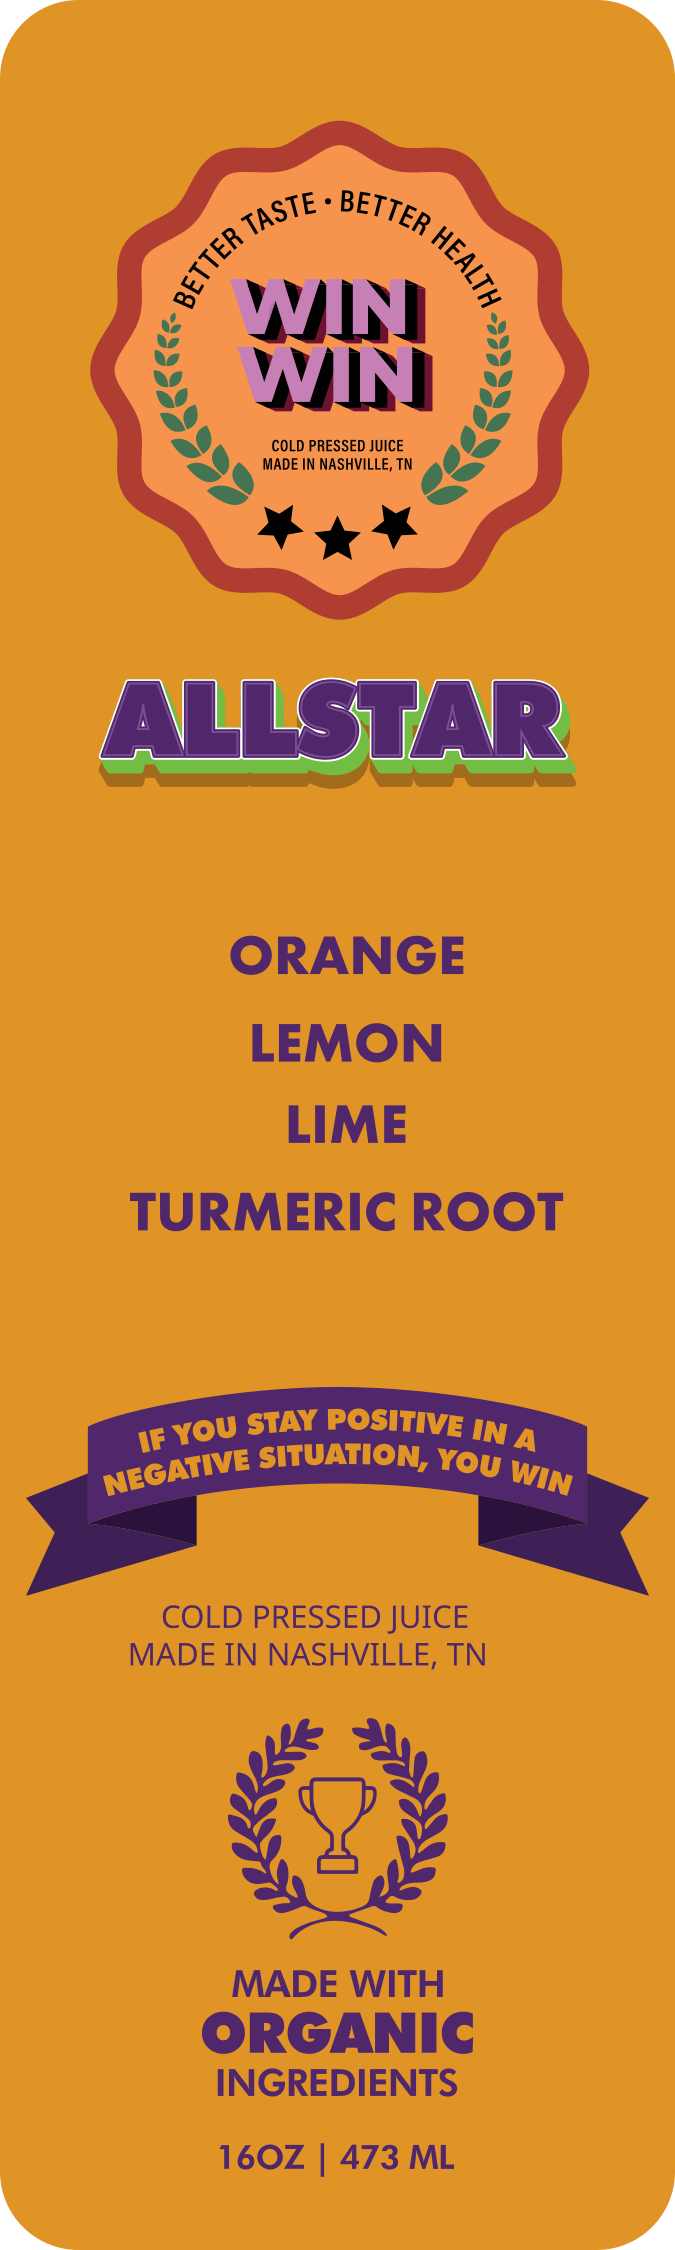 BETTER TASTE • BETTER HEALTH
WIN
WIN
COLD PRESSED JUICE
MADE IN NASHVILLE, TN
ALLSTAR
ORANGE
LEMON
LIME
TURMERIC ROOT
IF YOU STAY POSITIVE IN A
NEGATIVE SITUATION, YOU WIN
COLD PRESSED JUICE
MADE IN NASHVILLE, TN
MADE WITH
ORGANIC
INGREDIENTS
16OZ | 473 ML